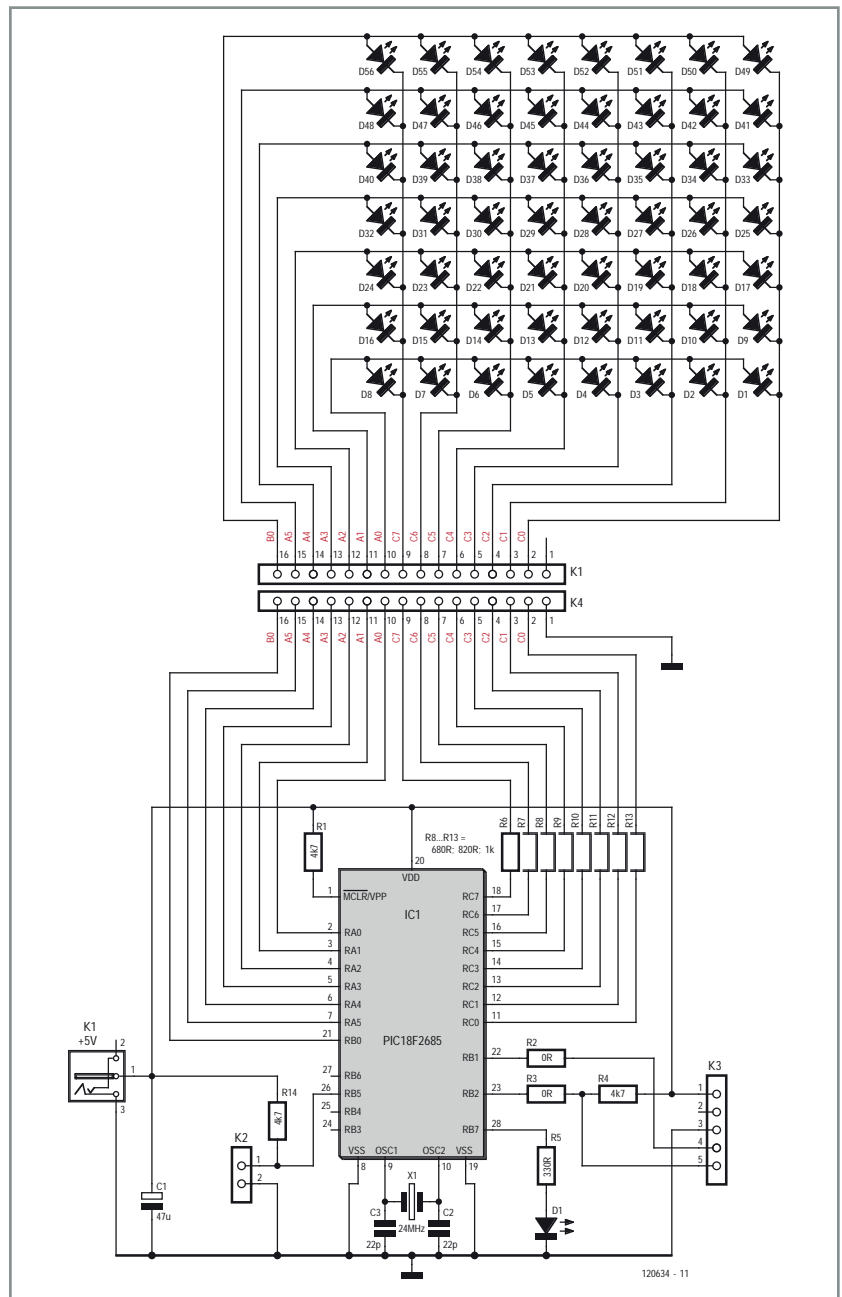 D56 D55 D54 D53 D52 D51 D50 D49
D48 D47 D46 D45 D44 D43 D42 D41
D40 D39 D38 D37 D36 D35 D34 D33
D32 D31 D30 D29 D28 D27 D26 D25
D24 D23 D22 D21 D20 D19 D18 D17
D16 D15 D14 D13 D12 D11 D10 D9
D8 D7 D6 D5 D4 D3 D2 D1
B0 A5 A4 A3 A2 A1 A0 C7 C6 C5 C4 C3 C2 C1 C0
16 15 14 13 12 11 10 9 8 7 6 5 4 3 2 1
K1
K4
16 15 14 13 12 11 10 9 8 7 6 5 4 3 2 1
B0 A5 A4 A3 A2 A1 A0 C7 C6 C5 C4 C3 C2 C1 C0
R1
4k7
R8...R13 =
680R; 820R; 1k
R6 R7 R8 R9 R10 R11 R12 R13
20
VDD
1 MCLR/VPP
IC1
RC7 18
RC6 17
2 RA0
RC5 16
3 RA1
RC4 15
4 RA2
RC3 14
5 RA3
RC2 13
6 RA4
RC1 12
7 RA5
RC0 11
21 RB0
PIC18F2685
RB1 22
R2
0R
27 RB6
26 RB5
RB2 23
R3
0R
R4
4k7
25 RB4
24 RB3
RB7 28
VSS OSC1 OSC2 VSS
8 9 10 19
K1
+5V
2
1
3
R14
4k7
K2
1
2
C1
47u
X1
24MHz
C3
22p
C2
22p
R5
330R
D1
K3
1
2
3
4
5
120634 - 11